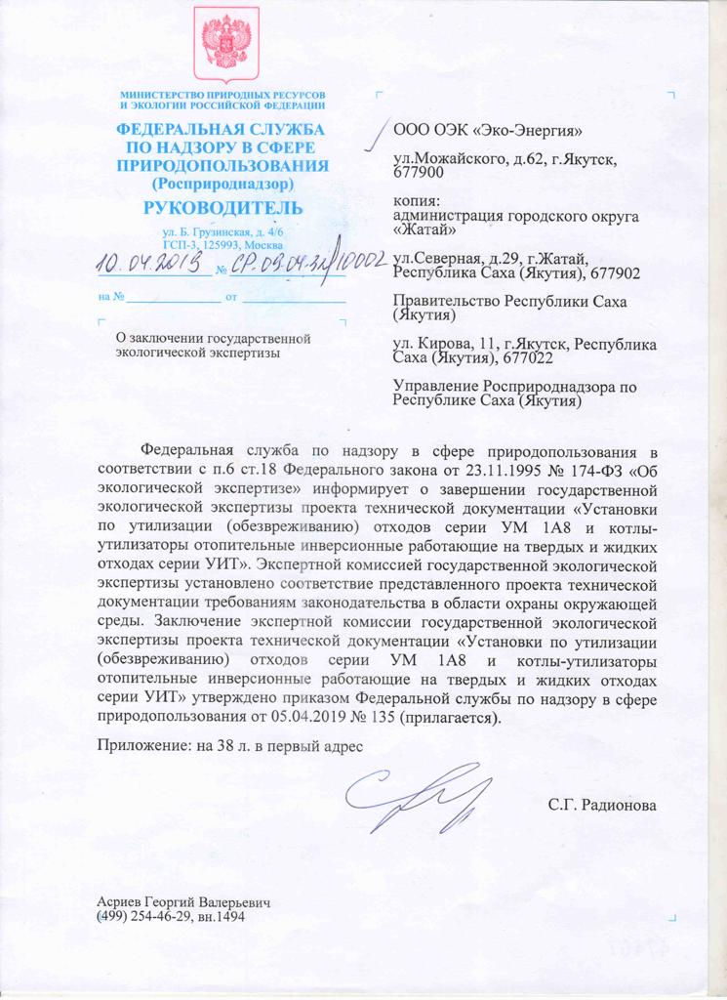 МИНИСТЕРСТВО ПРИРОДНЫХ РЕСУРСОВ
И ЭКОЛОГИИ РОССИЙСКОЙ ФЕДЕРАЦИИ
ФЕДЕРАЛЬНАЯ СЛУЖБА
ПО НАДЗОРУ В СФЕРЕ
ПРИРОДОПОЛЬЗОВАНИЯ
(Росприроднадзор)
РУКОВОДИТЕЛЬ
ул. Б. Грузинская, д. 4/6
ГСП-3, 125993, Москва
10.04.2019 № СР-09-04-32/10002
на № от
О заключении государственной
экологической экспертизы
ООО ОЭК «Эко-Энергия»
ул.Можайского, д.62, г.Якутск,
677900
копия:
администрация городского округа
«Жатай»
ул.Северная, д.29, г.Жатай,
Республика Саха (Якутия), 677902
Правительство Республики Саха
(Якутия)
ул. Кирова, 11, г.Якутск, Республика
Саха (Якутия), 677022
Управление Росприроднадзора по
Республике Саха (Якутия)
Федеральная служба по надзору в сфере природопользования в
соответствии с п.6 ст.18 Федерального закона от 23.11.1995 № 174-ФЗ «Об
экологической экспертизе» информирует о завершении государственной
экологической экспертизы проекта технической документации «Установки
по утилизации (обезвреживанию) отходов серии УМ 1А8 и котлы-
утилизаторы отопительные инверсионные работающие на твердых и жидких
отходах серии УИТ». Экспертной комиссией государственной экологической
экспертизы установлено соответствие представленного проекта технической
документации требованиям законодательства в области охраны окружающей
среды. Заключение экспертной комиссии государственной экологической
экспертизы проекта технической документации «Установки по утилизации
(обезвреживанию) отходов серии УМ 1А8 и котлы-утилизаторы
отопительные инверсионные работающие на твердых и жидких отходах
серии УИТ» утверждено приказом Федеральной службы по надзору в сфере
природопользования от 05.04.2019 № 135 (прилагается).
Приложение: на 38 л. в первый адрес
С.Г. Радионова
Асриев Георгий Валерьевич
(499) 254-46-29, вн.1494